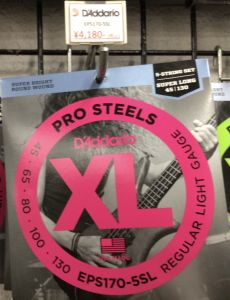 D'Addario
EPS170-5SL
¥4,180-
SUPER BRIGHT
ROUND WOUND
5-STRING SET
SUPER LONG
45 | 130
PRO STEELS
D'Addario
XL
45 · 65 · 80 · 100 · 130
REGULAR LIGHT GAUGE
EPS170-5SL